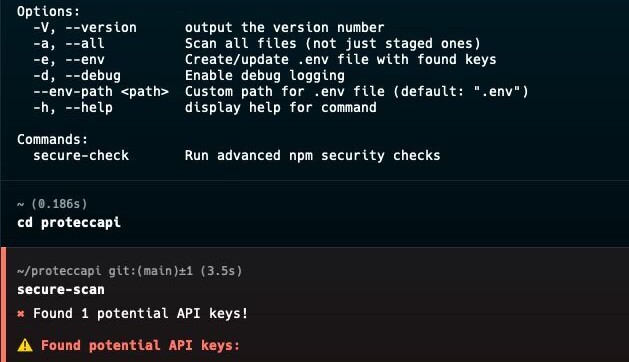 Options:
-V, --version output the version number
-a, --all Scan all files (not just staged ones)
-e, --env Create/update .env file with found keys
-d, --debug Enable debug logging
--env-path <path> Custom path for .env file (default: ".env")
-h, --help display help for command
Commands:
secure-check Run advanced npm security checks
~ (0.186s)
cd proteccapi
~/proteccapi git:(main)±1 (3.5s)
secure-scan
✖ Found 1 potential API keys!
⚠ Found potential API keys: